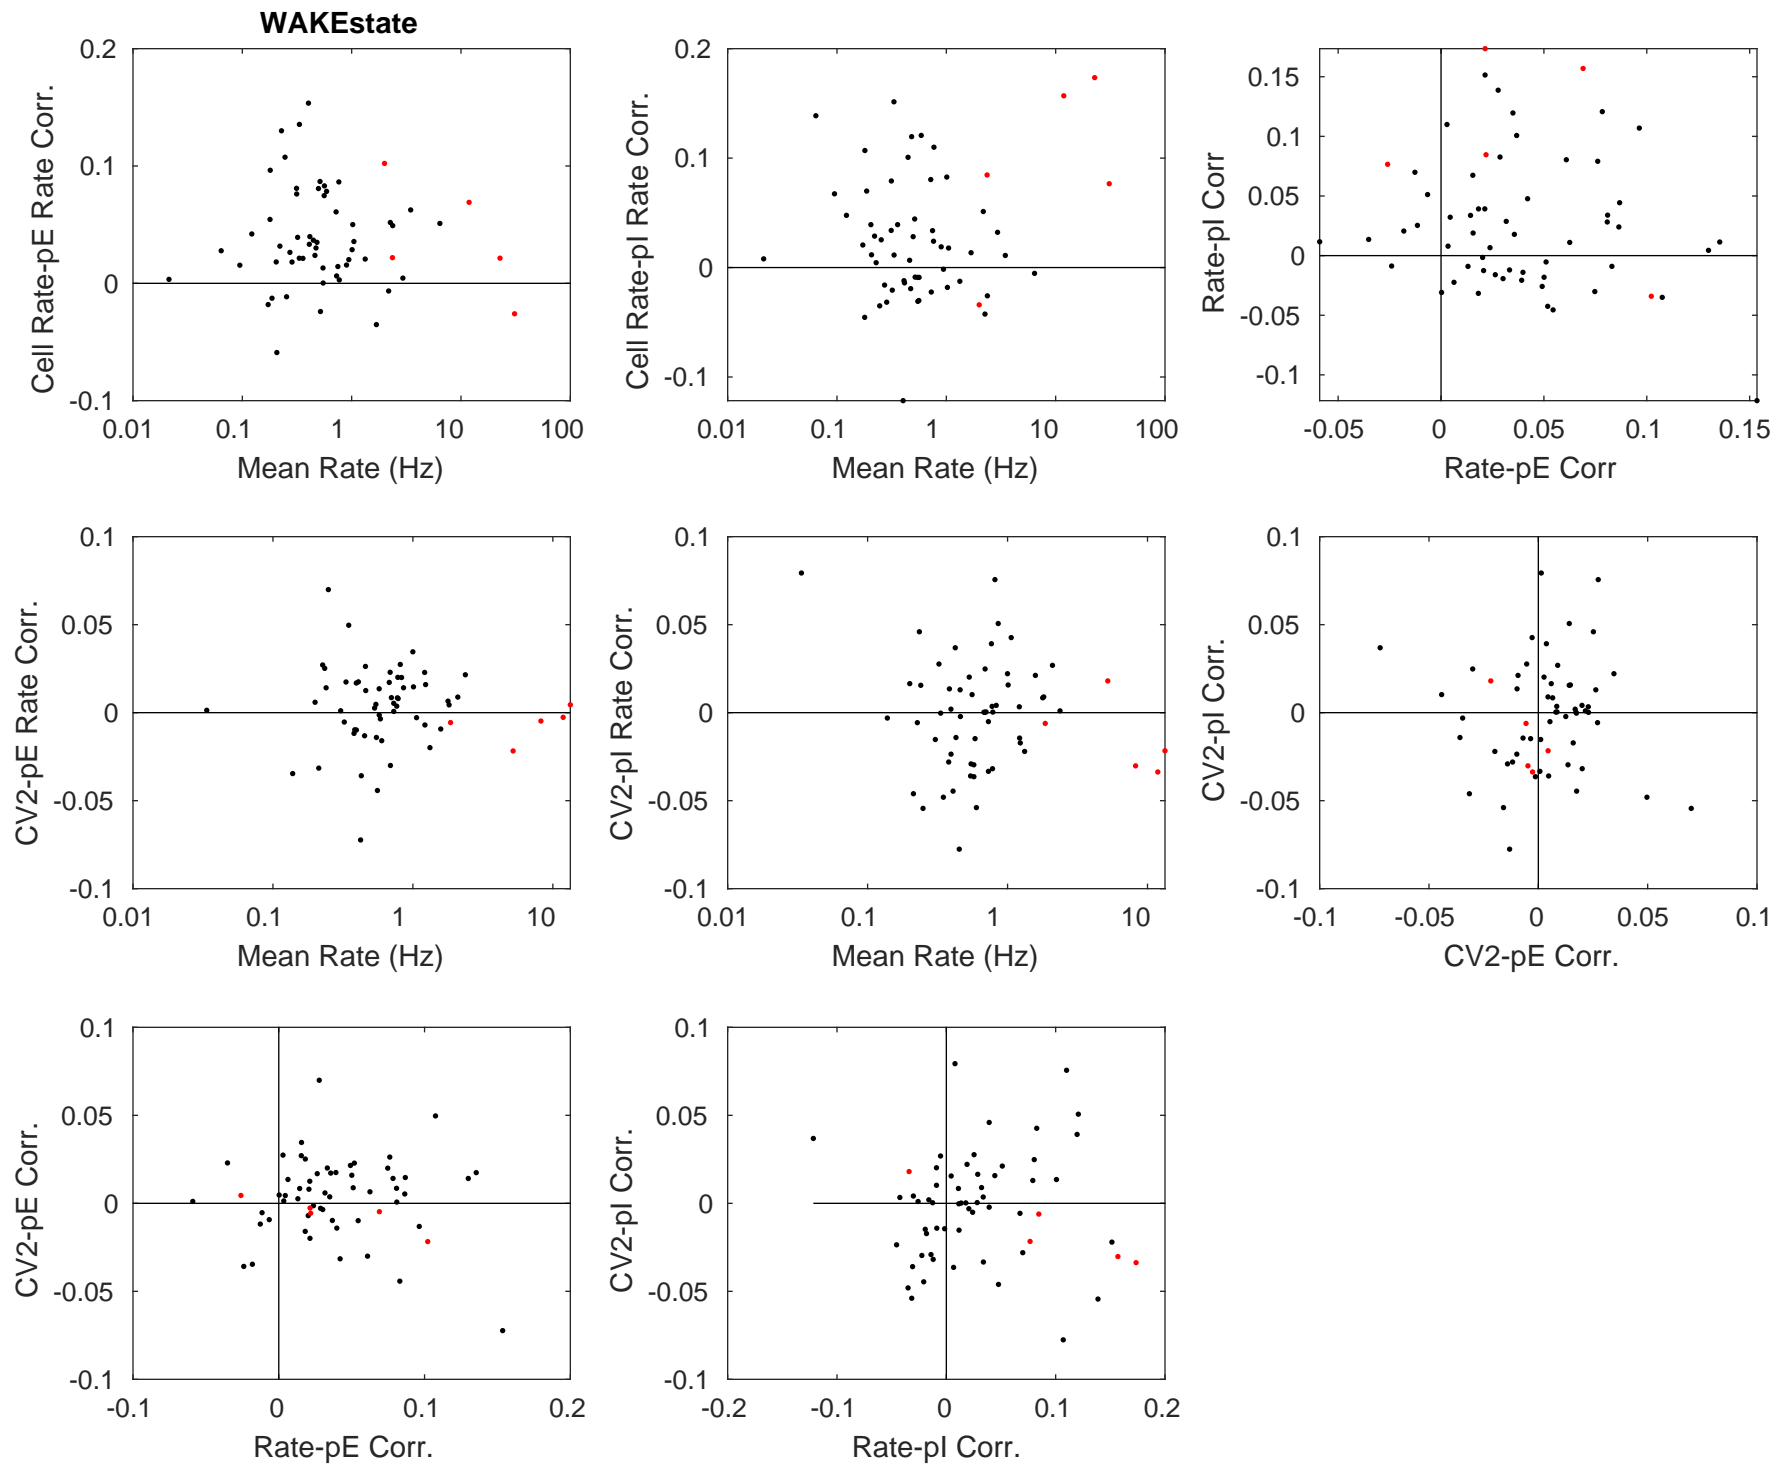 WAKEstate
0.2
0.1
0
-0.1
Cell Rate-pE Rate Corr.
0.01 0.1 1 10 100
Mean Rate (Hz)
0.2
0.1
0
-0.1
Cell Rate-pI Rate Corr.
0.01 0.1 1 10 100
Mean Rate (Hz)
0.15
0.1
0.05
0
-0.05
-0.1
Rate-pI Corr
-0.05 0 0.05 0.1 0.15
Rate-pE Corr
0.1
0.05
0
-0.05
-0.1
CV2-pE Rate Corr.
0.01 0.1 1 10
Mean Rate (Hz)
0.1
0.05
0
-0.05
-0.1
CV2-pI Rate Corr.
0.01 0.1 1 10
Mean Rate (Hz)
0.1
0.05
0
-0.05
-0.1
CV2-pI Corr.
-0.1 -0.05 0 0.05 0.1
CV2-pE Corr.
0.1
0.05
0
-0.05
-0.1
CV2-pE Corr.
-0.1 0 0.1 0.2
Rate-pE Corr.
0.1
0.05
0
-0.05
-0.1
CV2-pI Corr.
-0.2 -0.1 0 0.1 0.2
Rate-pI Corr.